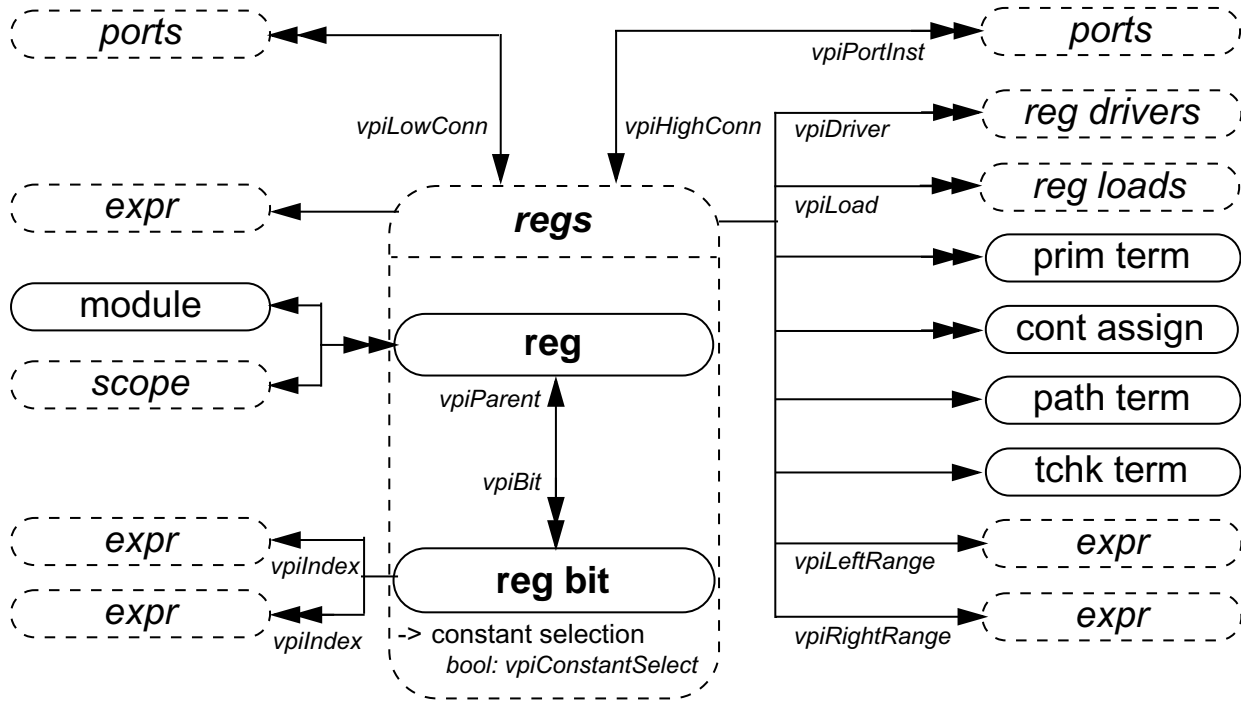 ports
ports
vpiPortInst
vpiLowConn
vpiHighConn
vpiDriver
reg drivers
expr
regs
vpiLoad
reg loads
module
prim term
reg
cont assign
scope
vpiParent
path term
vpiBit
tchk term
expr
vpiIndex
vpiLeftRange
expr
reg bit
expr
vpiIndex
-> constant selection
bool: vpiConstantSelect
vpiRightRange
expr